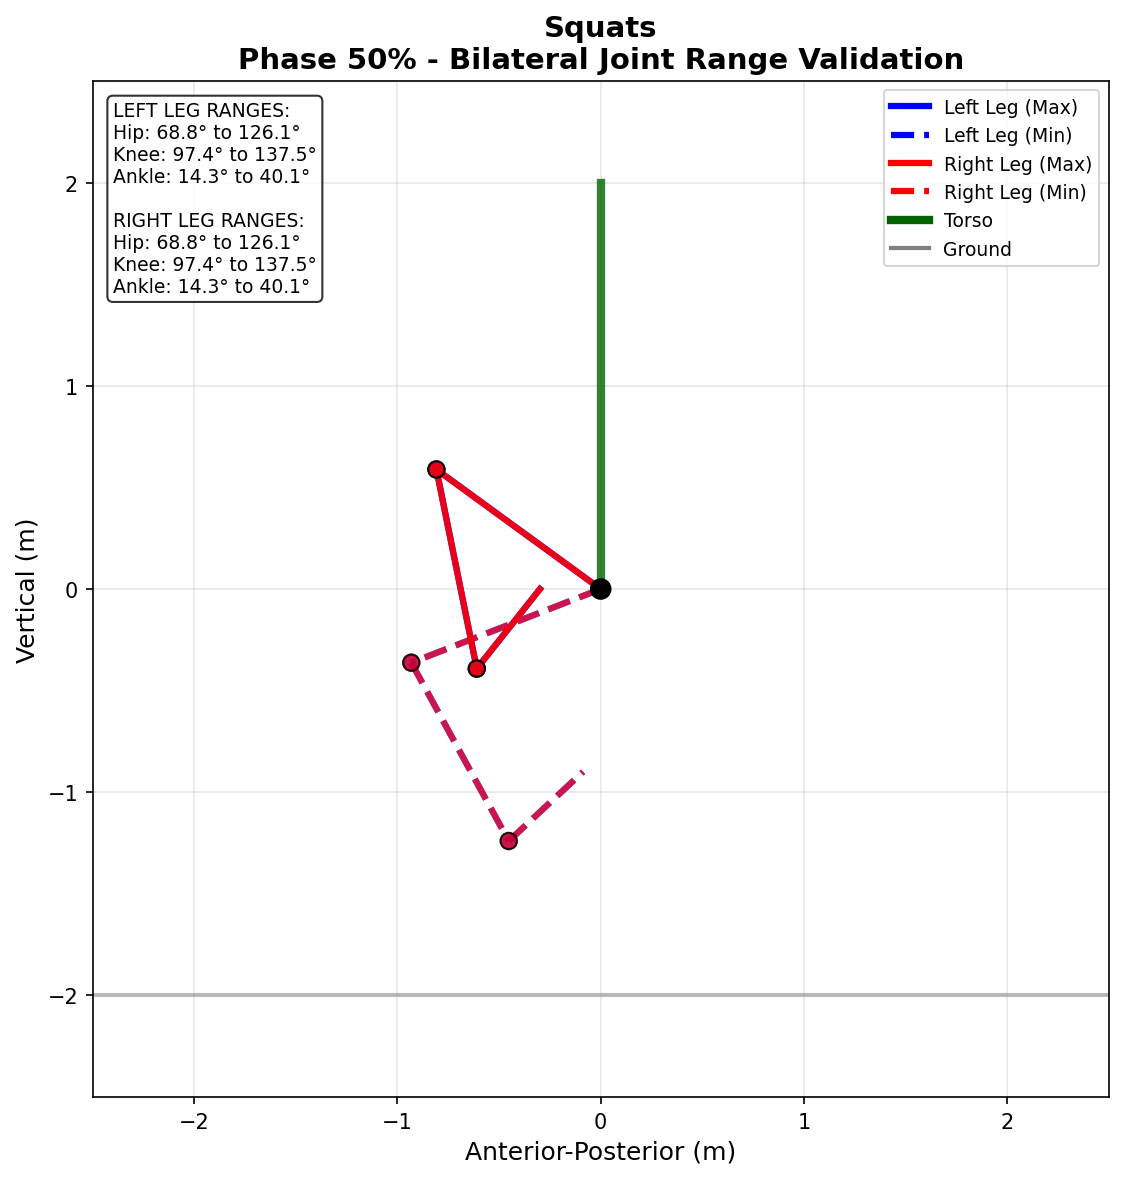 Squats
Phase 50% - Bilateral Joint Range Validation
LEFT LEG RANGES:
Hip: 68.8° to 126.1°
Knee: 97.4° to 137.5°
Ankle: 14.3° to 40.1°
RIGHT LEG RANGES:
Hip: 68.8° to 126.1°
Knee: 97.4° to 137.5°
Ankle: 14.3° to 40.1°
Left Leg (Max)
Left Leg (Min)
Right Leg (Max)
Right Leg (Min)
Torso
Ground
Vertical (m)
2
1
0
−1
−2
−2
−1
0
1
2
Anterior-Posterior (m)